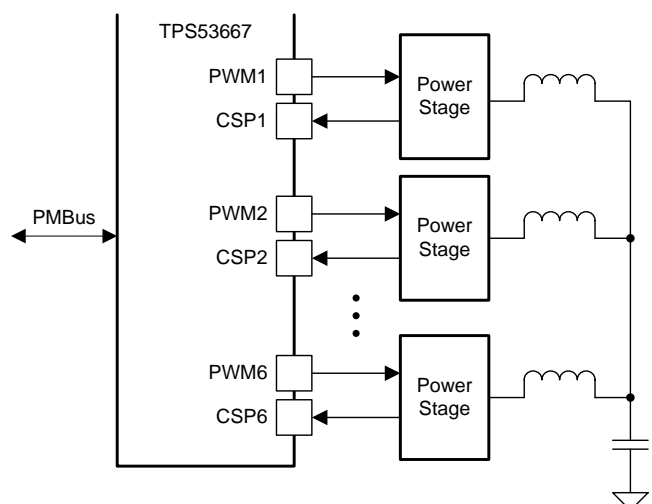 TPS53667
PWM1
CSP1
Power
Stage
PMBus
PWM2
CSP2
Power
Stage
PWM6
CSP6
Power
Stage